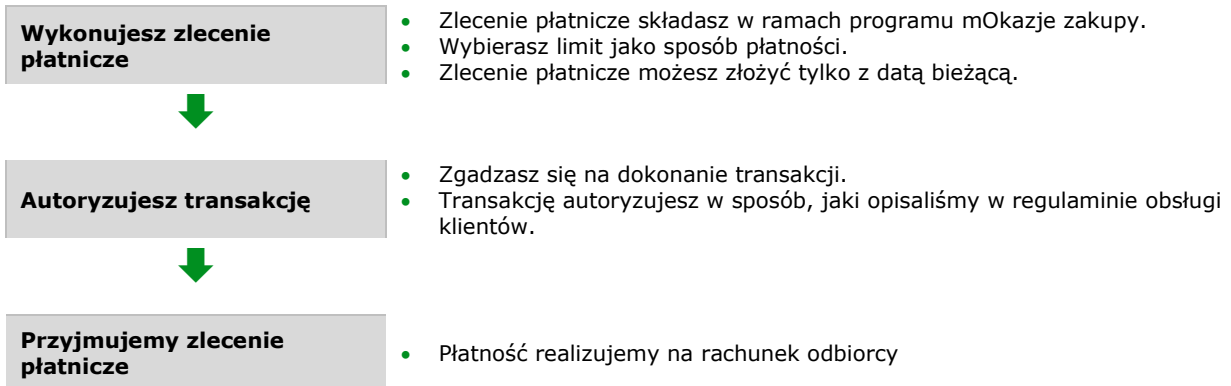 Wykonujesz zlecenie
płatnicze
• Zlecenie płatnicze składasz w ramach programu mOkazje zakupy.
• Wybierasz limit jako sposób płatności.
• Zlecenie płatnicze możesz złożyć tylko z datą bieżącą.
Autoryzujesz transakcję
• Zgadzasz się na dokonanie transakcji.
• Transakcję autoryzujesz w sposób, jaki opisaliśmy w regulaminie obsługi
klientów.
Przyjmujemy zlecenie
płatnicze
• Płatność realizujemy na rachunek odbiorcy